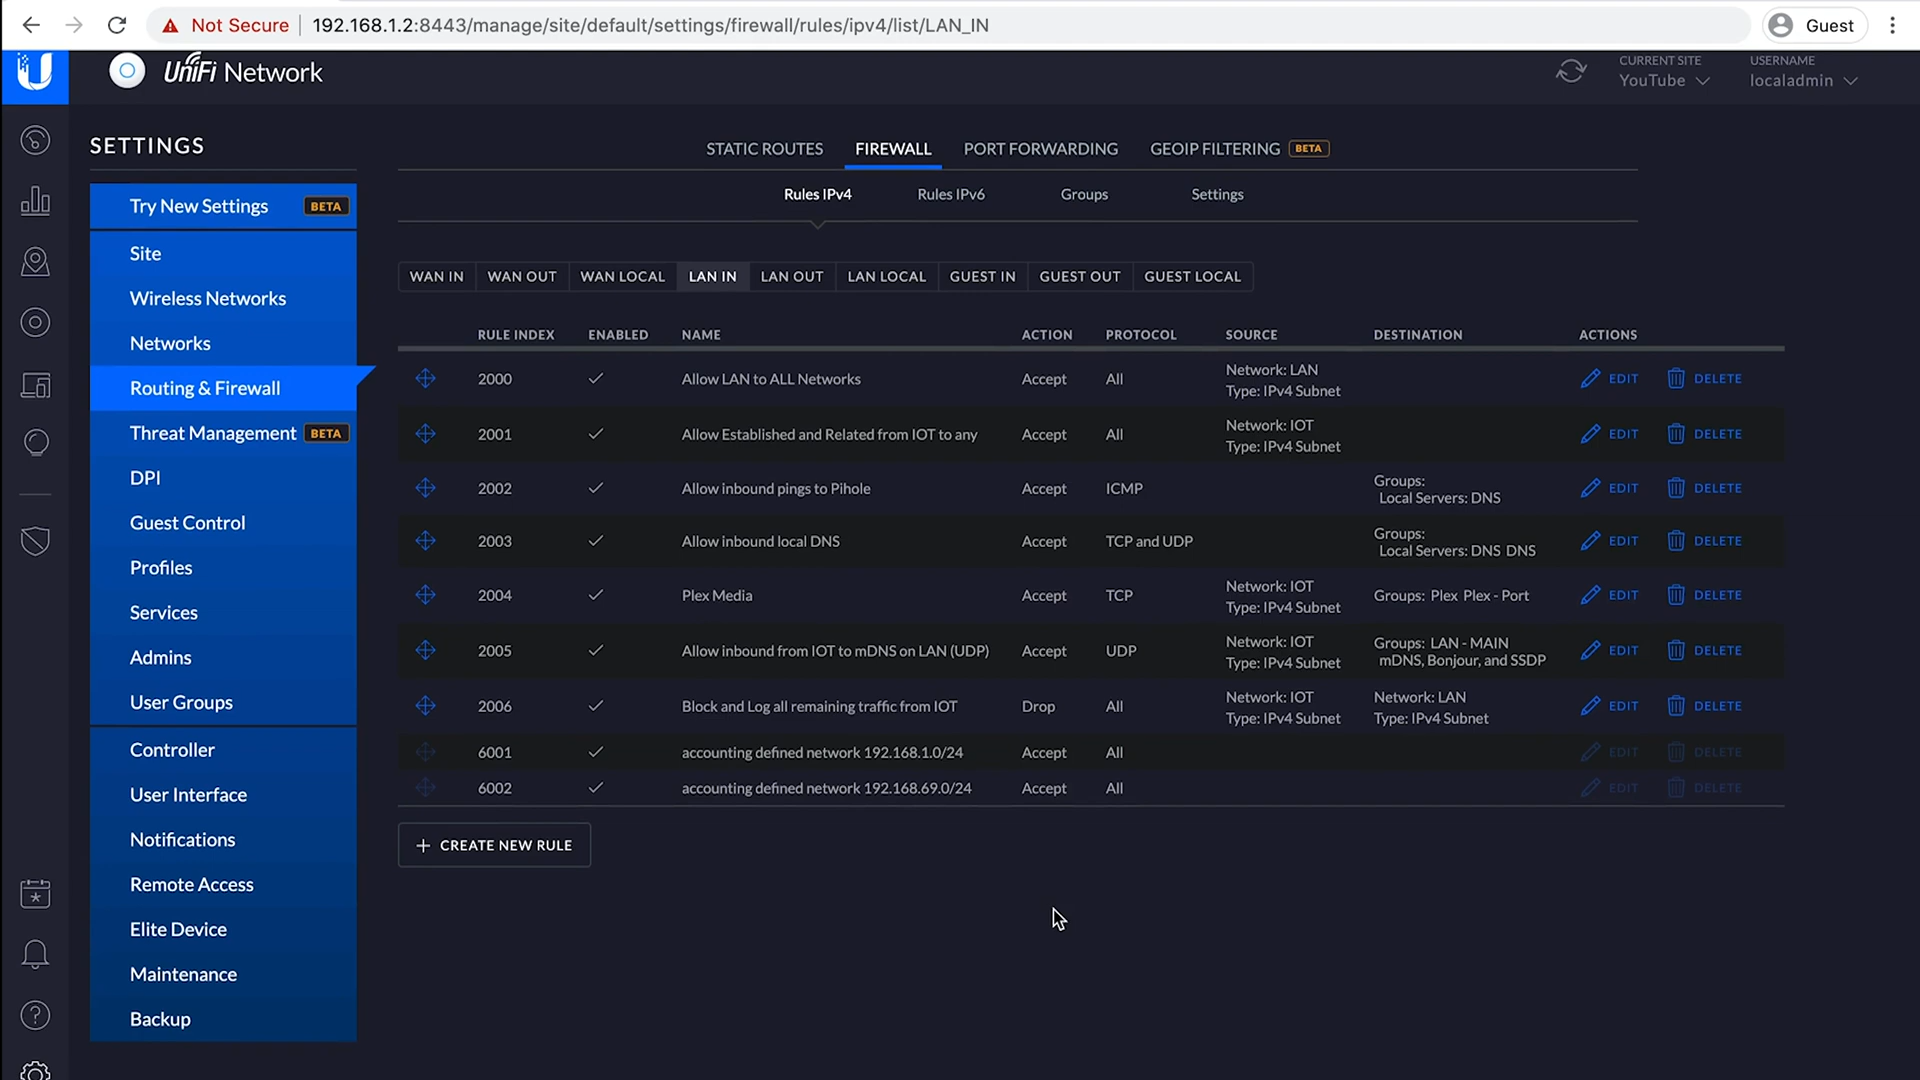 Not Secure 192.168.1.2:8443/manage/site/default/settings/firewall/rules/ipv4/list/LAN_IN Guest
UniFi Network
CURRENT SITE
YouTube
USERNAME
localadmin
SETTINGS
Try New Settings BETA
Site
Wireless Networks
Networks
Routing & Firewall
Threat Management BETA
DPI
Guest Control
Profiles
Services
Admins
User Groups
Controller
User Interface
Notifications
Remote Access
Elite Device
Maintenance
Backup
STATIC ROUTES FIREWALL PORT FORWARDING GEOIP FILTERING BETA
Rules IPv4 Rules IPv6 Groups Settings
WAN IN WAN OUT WAN LOCAL LAN IN LAN OUT LAN LOCAL GUEST IN GUEST OUT GUEST LOCAL
RULE INDEX ENABLED NAME ACTION PROTOCOL SOURCE DESTINATION ACTIONS
2000 Allow LAN to ALL Networks Accept All Network: LAN
Type: IPv4 Subnet
EDIT DELETE
2001 Allow Established and Related from IOT to any Accept All Network: IOT
Type: IPv4 Subnet
EDIT DELETE
2002 Allow inbound pings to Pihole Accept ICMP Groups:
Local Servers: DNS
EDIT DELETE
2003 Allow inbound local DNS Accept TCP and UDP Groups:
Local Servers: DNS DNS
EDIT DELETE
2004 Plex Media Accept TCP Network: IOT
Type: IPv4 Subnet
Groups: Plex Plex - Port EDIT DELETE
2005 Allow inbound from IOT to mDNS on LAN (UDP) Accept UDP Network: IOT
Type: IPv4 Subnet
Groups: LAN - MAIN
mDNS, Bonjour, and SSDP
EDIT DELETE
2006 Block and Log all remaining traffic from IOT Drop All Network: IOT
Type: IPv4 Subnet
Network: LAN
Type: IPv4 Subnet
EDIT DELETE
6001 accounting defined network 192.168.1.0/24 Accept All EDIT DELETE
6002 accounting defined network 192.168.69.0/24 Accept All EDIT DELETE
+ CREATE NEW RULE